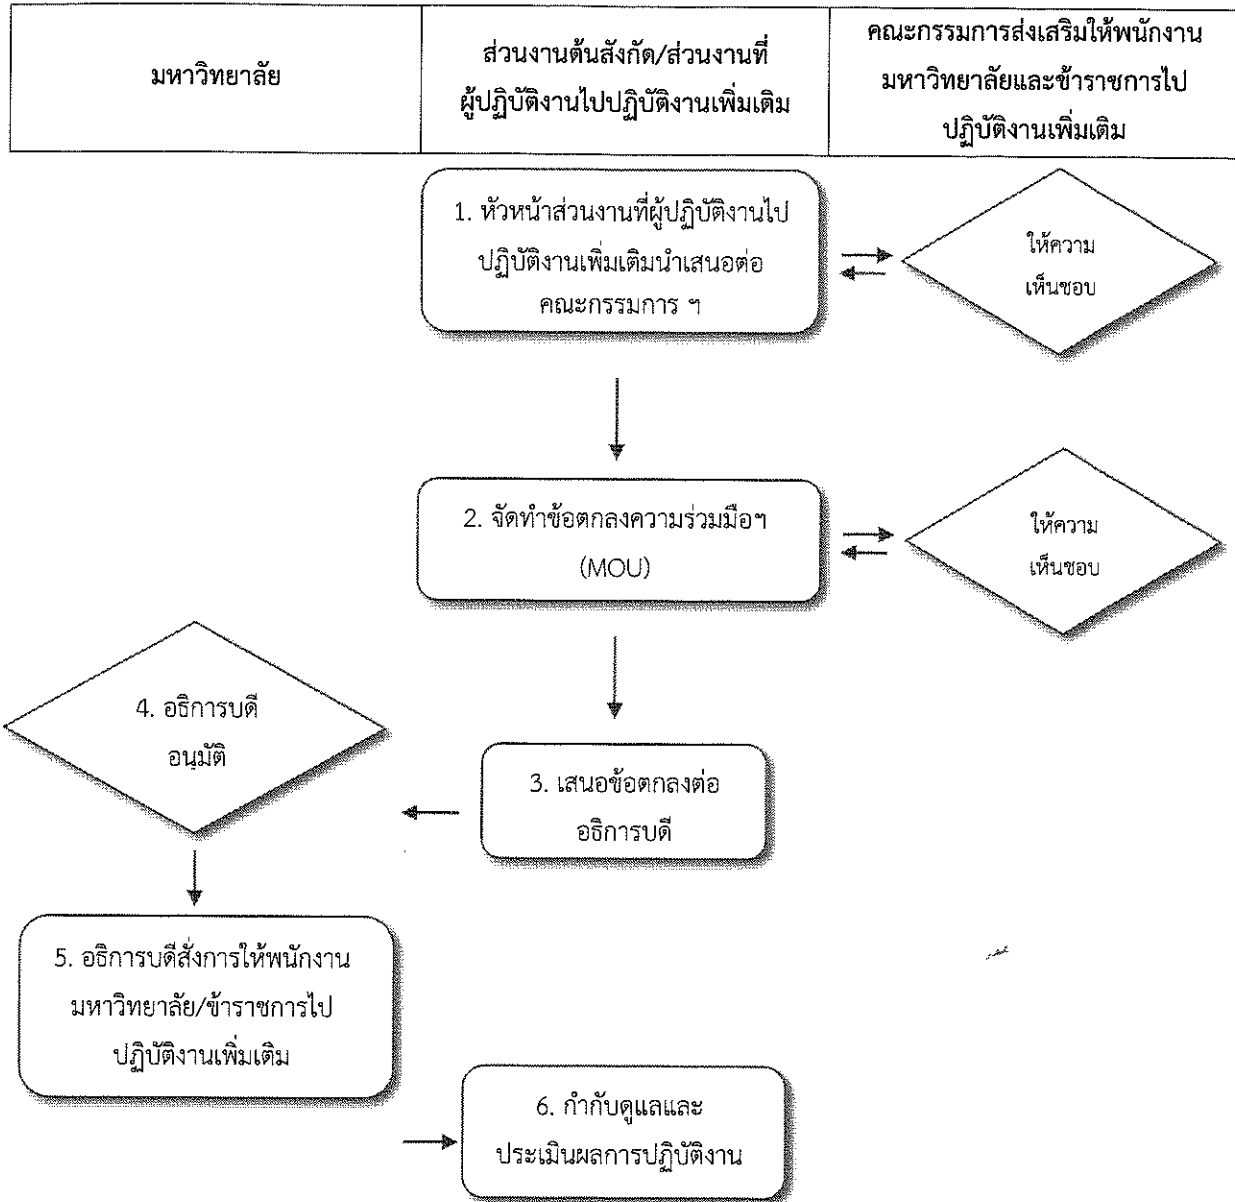 มหาวิทยาลัย
ส่วนงานต้นสังกัด/ส่วนงานที่
ผู้ปฏิบัติงานไปปฏิบัติงานเพิ่มเติม
คณะกรรมการส่งเสริมให้พนักงาน
มหาวิทยาลัยและข้าราชการไป
ปฏิบัติงานเพิ่มเติม
1. หัวหน้าส่วนงานที่ผู้ปฏิบัติงานไป
ปฏิบัติงานเพิ่มเติมนำเสนอต่อ
คณะกรรมการ ฯ
ให้ความ
เห็นชอบ
2. จัดทำข้อตกลงความร่วมมือฯ
(MOU)
ให้ความ
เห็นชอบ
3. เสนอข้อตกลงต่อ
อธิการบดี
4. อธิการบดี
อนุมัติ
5. อธิการบดีสั่งการให้พนักงาน
มหาวิทยาลัย/ข้าราชการไป
ปฏิบัติงานเพิ่มเติม
6. กำกับดูแลและ
ประเมินผลการปฏิบัติงาน